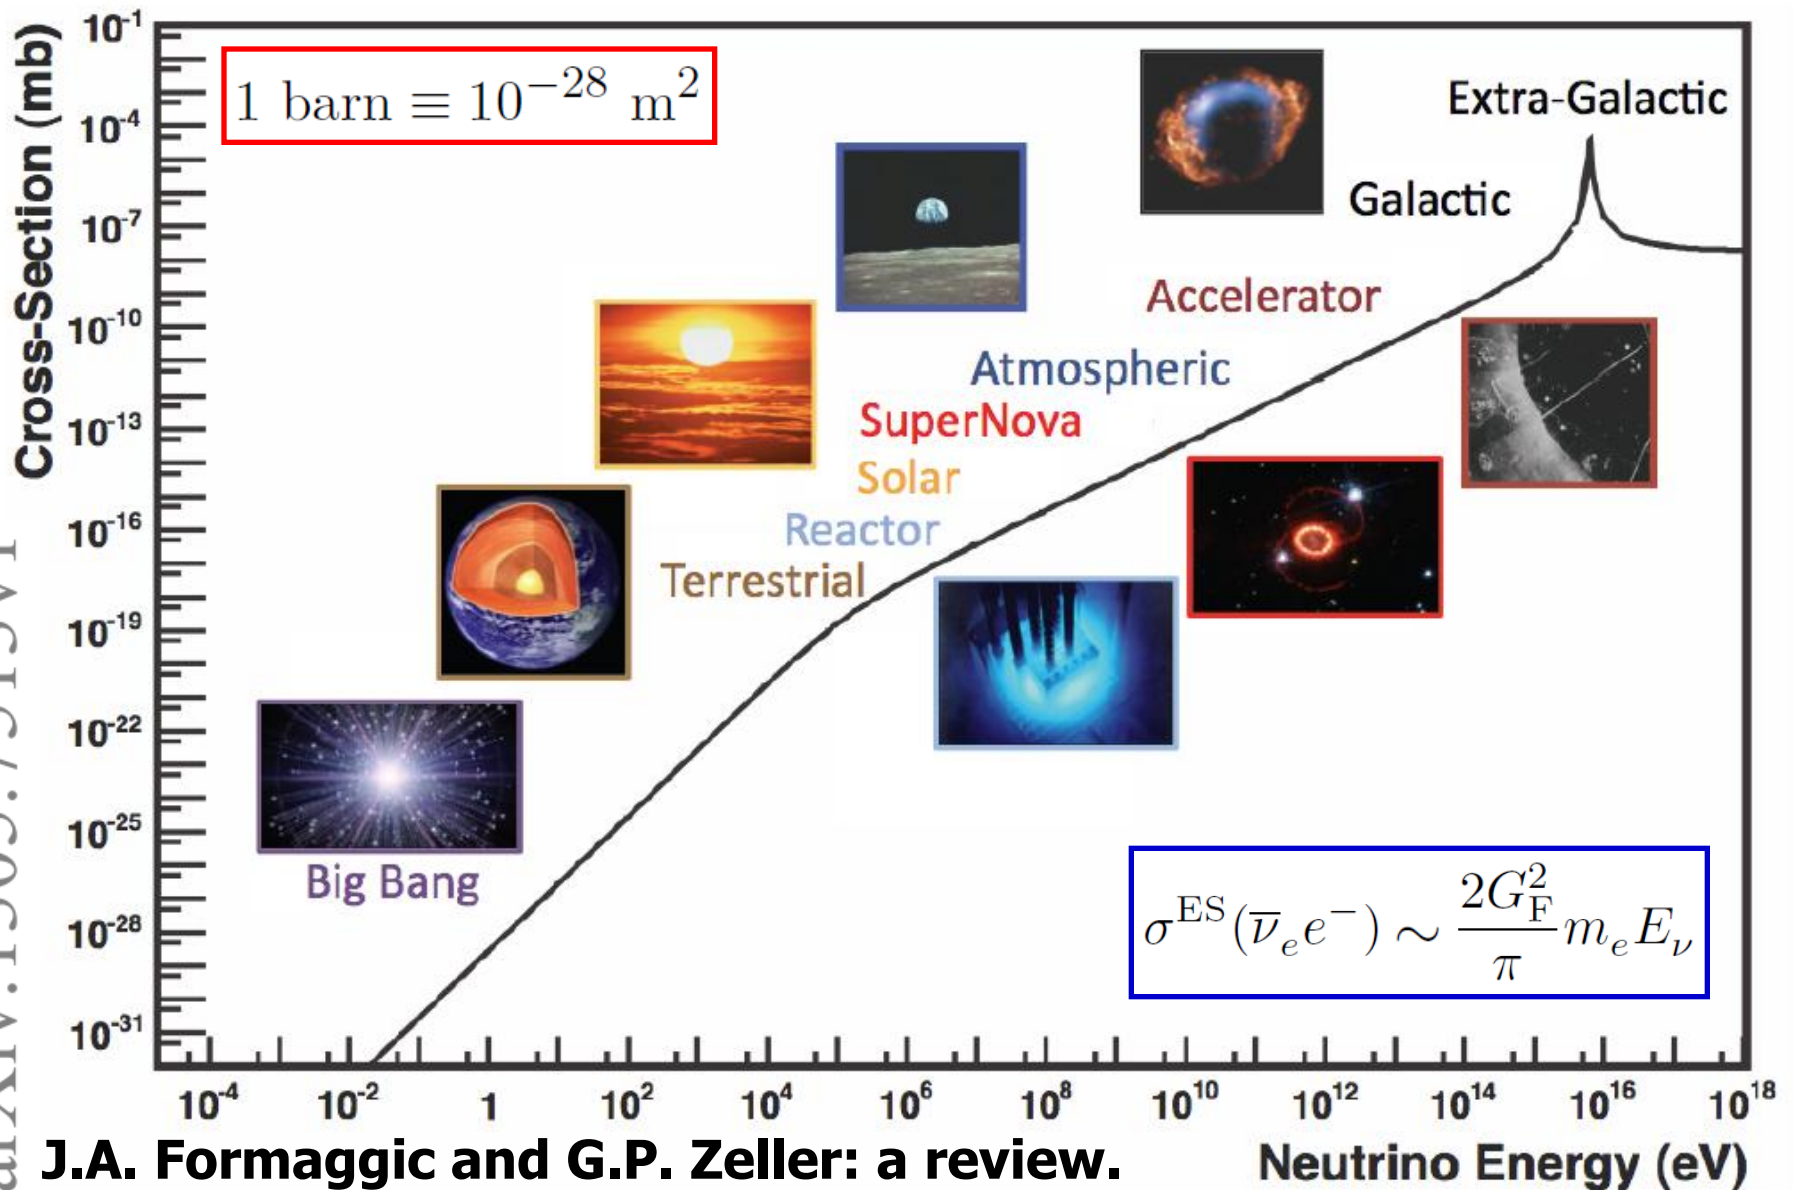 Cross-Section (mb)
10⁻¹
10⁻⁴
10⁻⁷
10⁻¹⁰
10⁻¹³
10⁻¹⁶
10⁻¹⁹
10⁻²²
10⁻²⁵
10⁻²⁸
10⁻³¹
1 barn ≡ 10⁻²⁸ m²
Extra-Galactic
Galactic
Accelerator
Atmospheric
SuperNova
Solar
Reactor
Terrestrial
Big Bang
σ^ES(ν̅ₑe⁻) ∼ 2G_F²/π mₑE_ν
10⁻⁴ 10⁻² 1 10² 10⁴ 10⁶ 10⁸ 10¹⁰ 10¹² 10¹⁴ 10¹⁶ 10¹⁸
J.A. Formaggic and G.P. Zeller: a review.
Neutrino Energy (eV)